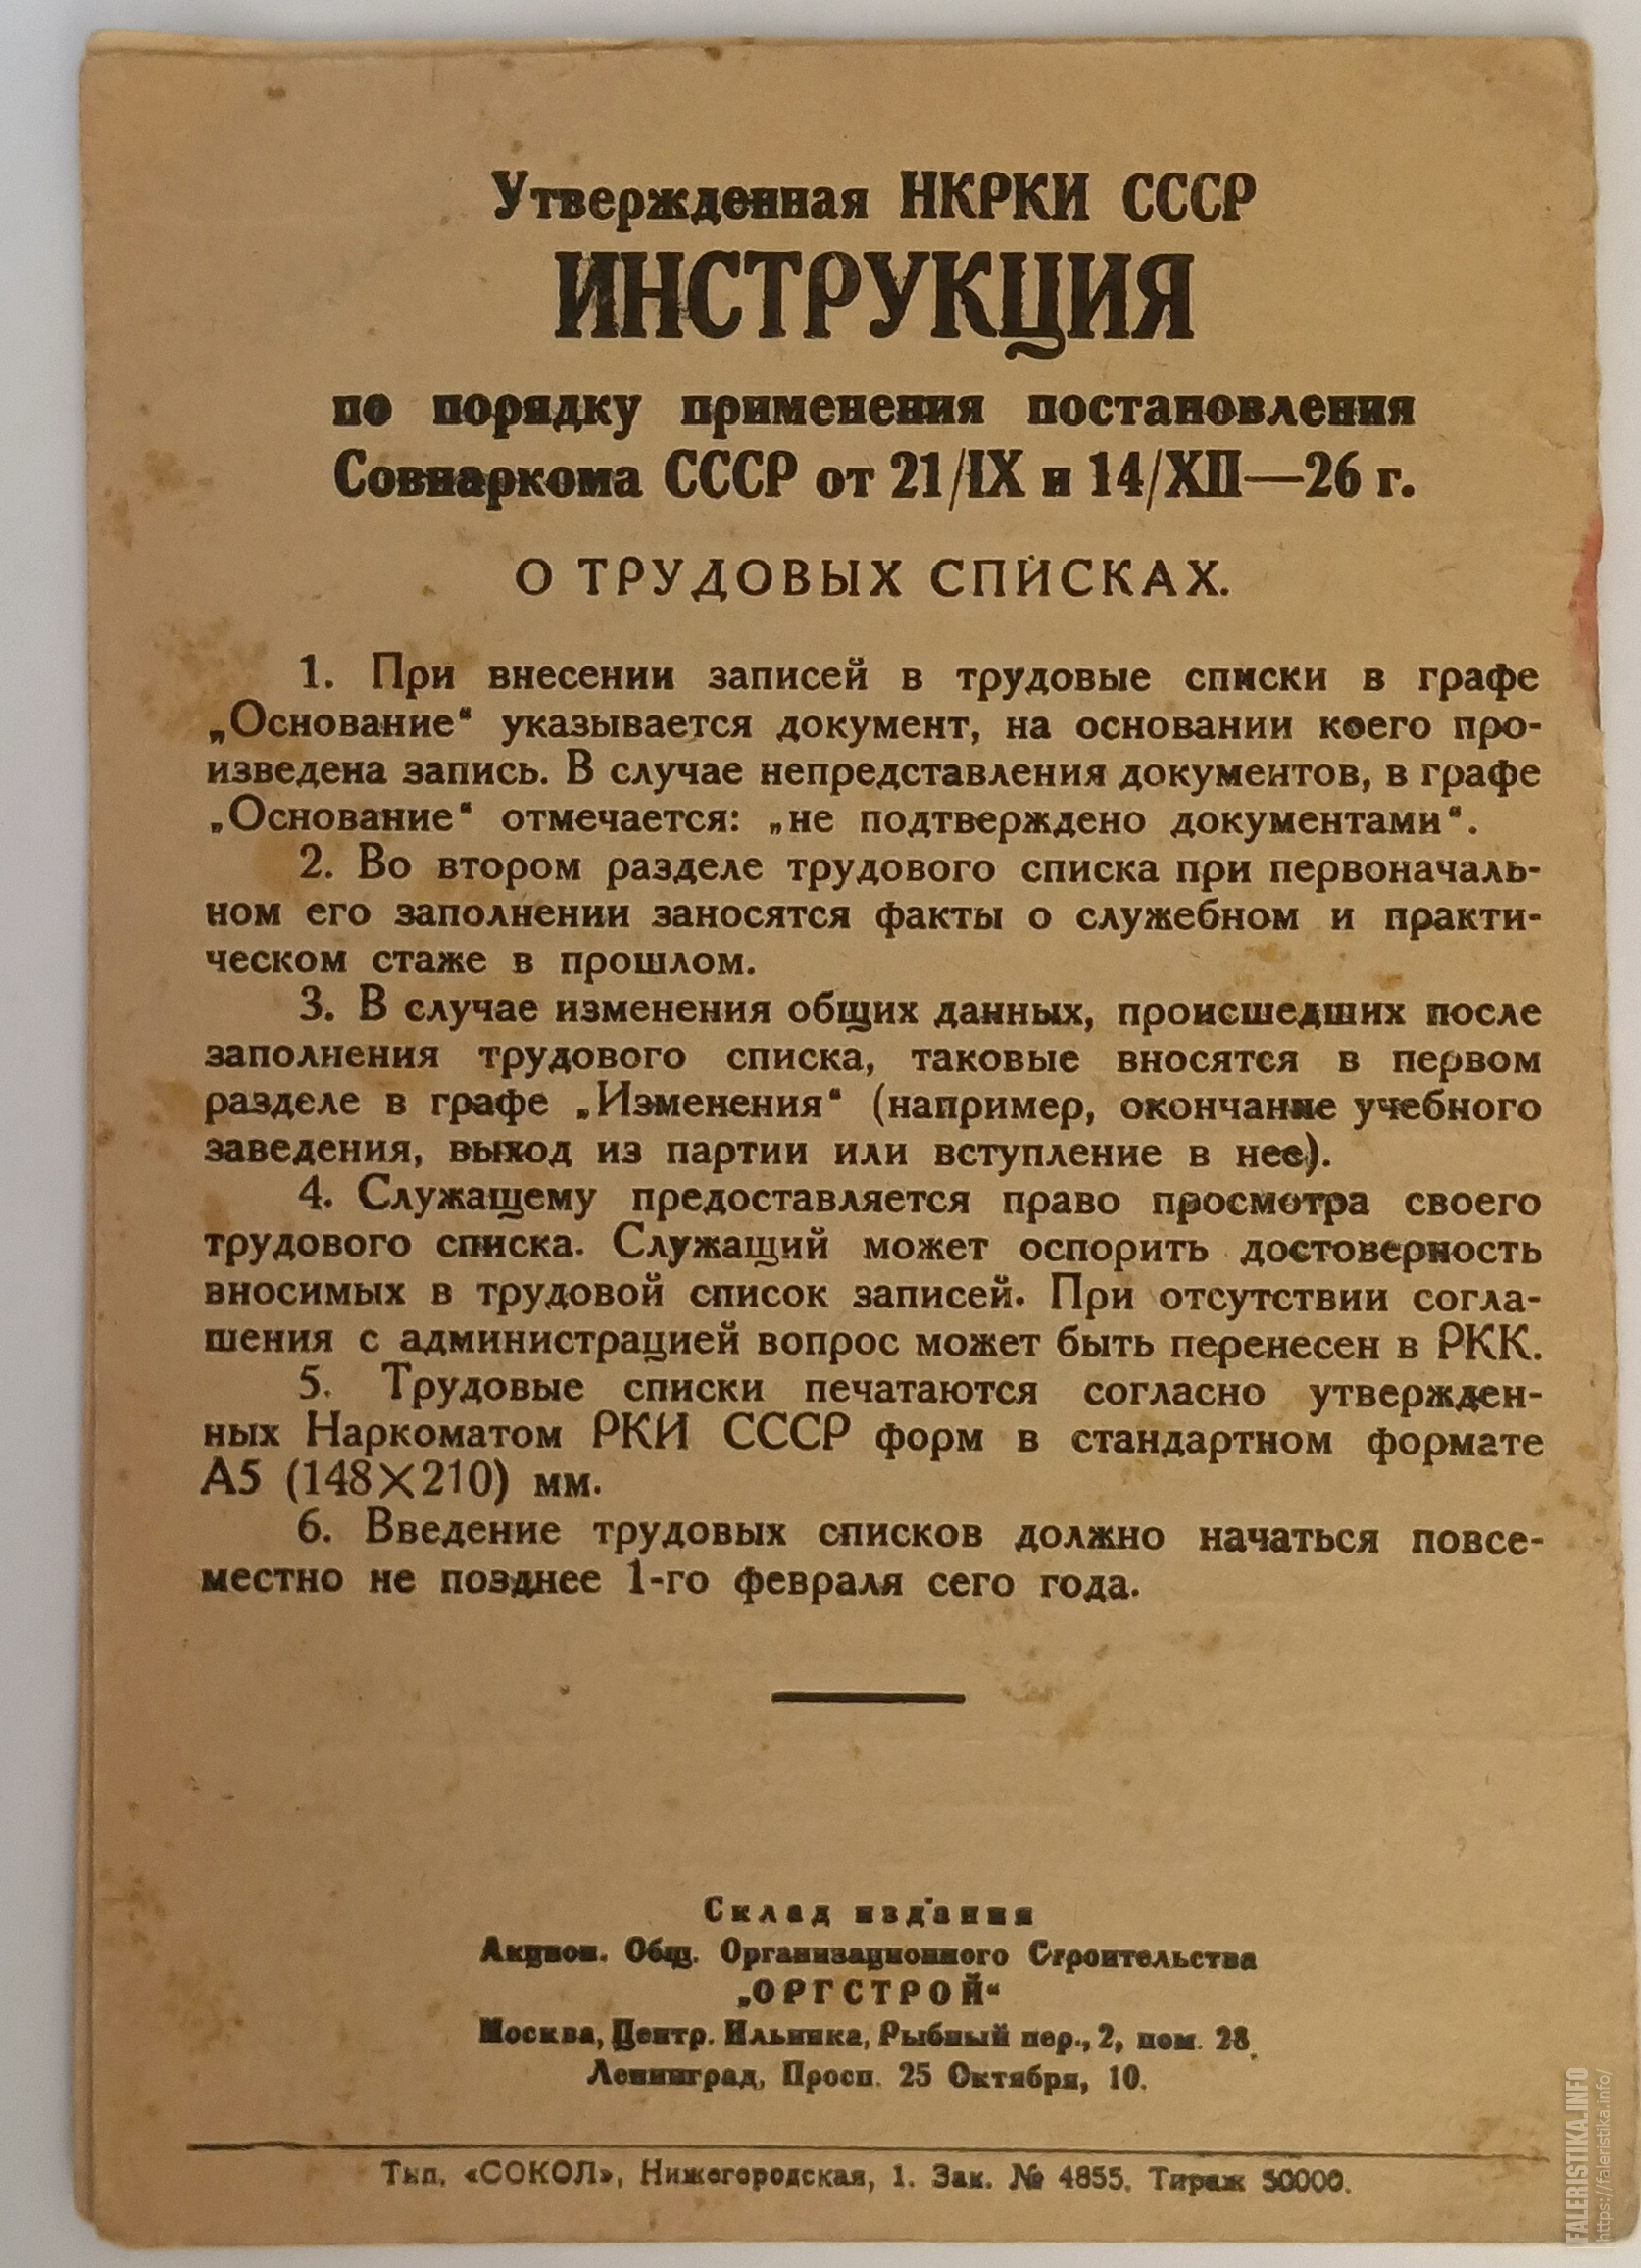 Утвержденная НКРКИ СССР
ИНСТРУКЦИЯ
по порядку применения постановления
Совнаркома СССР от 21/IX и 14/XII—26 г.
О ТРУДОВЫХ СПИСКАХ.
1. При внесении записей в трудовые списки в графе
„Основание“ указывается документ, на основании коего про-
изведена запись. В случае непредставления документов, в графе
„Основание“ отмечается: „не подтверждено документами“.
2. Во втором разделе трудового списка при первоначаль-
ном его заполнении заносятся факты о служебном и практи-
ческом стаже в прошлом.
3. В случае изменения общих данных, происшедших после
заполнения трудового списка, таковые вносятся в первом
разделе в графе „Изменения“ (например, окончание учебного
заведения, выход из партии или вступление в нее).
4. Служащему предоставляется право просмотра своего
трудового списка. Служащий может оспорить достоверность
вносимых в трудовой список записей. При отсутствии согла-
шения с администрацией вопрос может быть перенесен в РКК.
5. Трудовые списки печатаются согласно утвержден-
ных Наркоматом РКИ СССР форм в стандартном формате
А5 (148×210) мм.
6. Введение трудовых списков должно начаться повсе-
местно не позднее 1-го февраля сего года.
Склад издания
Акцион. Общ. Организационного Строительства
„ОРГСТРОЙ“
Москва, Центр. Ильинка, Рыбный пер., 2, пом. 28.
Ленинград, Просп. 25 Октября, 10.
Тип. «СОКОЛ», Нижегородская, 1. Зак. № 4855. Тираж 50000.
FALERISTIKA.INFO
https://faleristika.info/